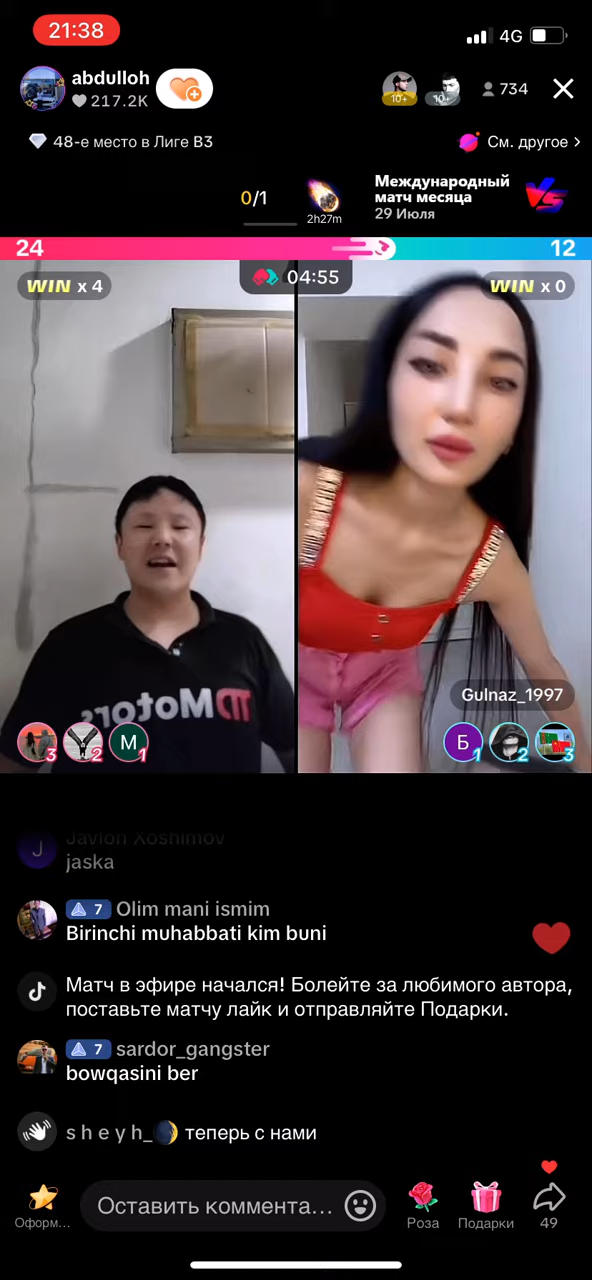 21:38
4G
abdulloh
217.2K
10+
10+
734
48-е место в Лиге B3
См. другое
0/1
2h27m
Международный
матч месяца
29 Июля
VS
24
12
WIN x 4
04:55
WIN x 0
TD Motors
Gulnaz_1997
3
2
М
1
Б
1
2
3
J
Javlon Xoshimov
jaska
7 Olim mani ismim
Birinchi muhabbati kim buni
Матч в эфире начался! Болейте за любимого автора,
поставьте матчу лайк и отправляйте Подарки.
7 sardor_gangster
bowqasini ber
s h e y h_🌒 теперь с нами
Оставить коммента...
Оформ...
Роза
Подарки
49